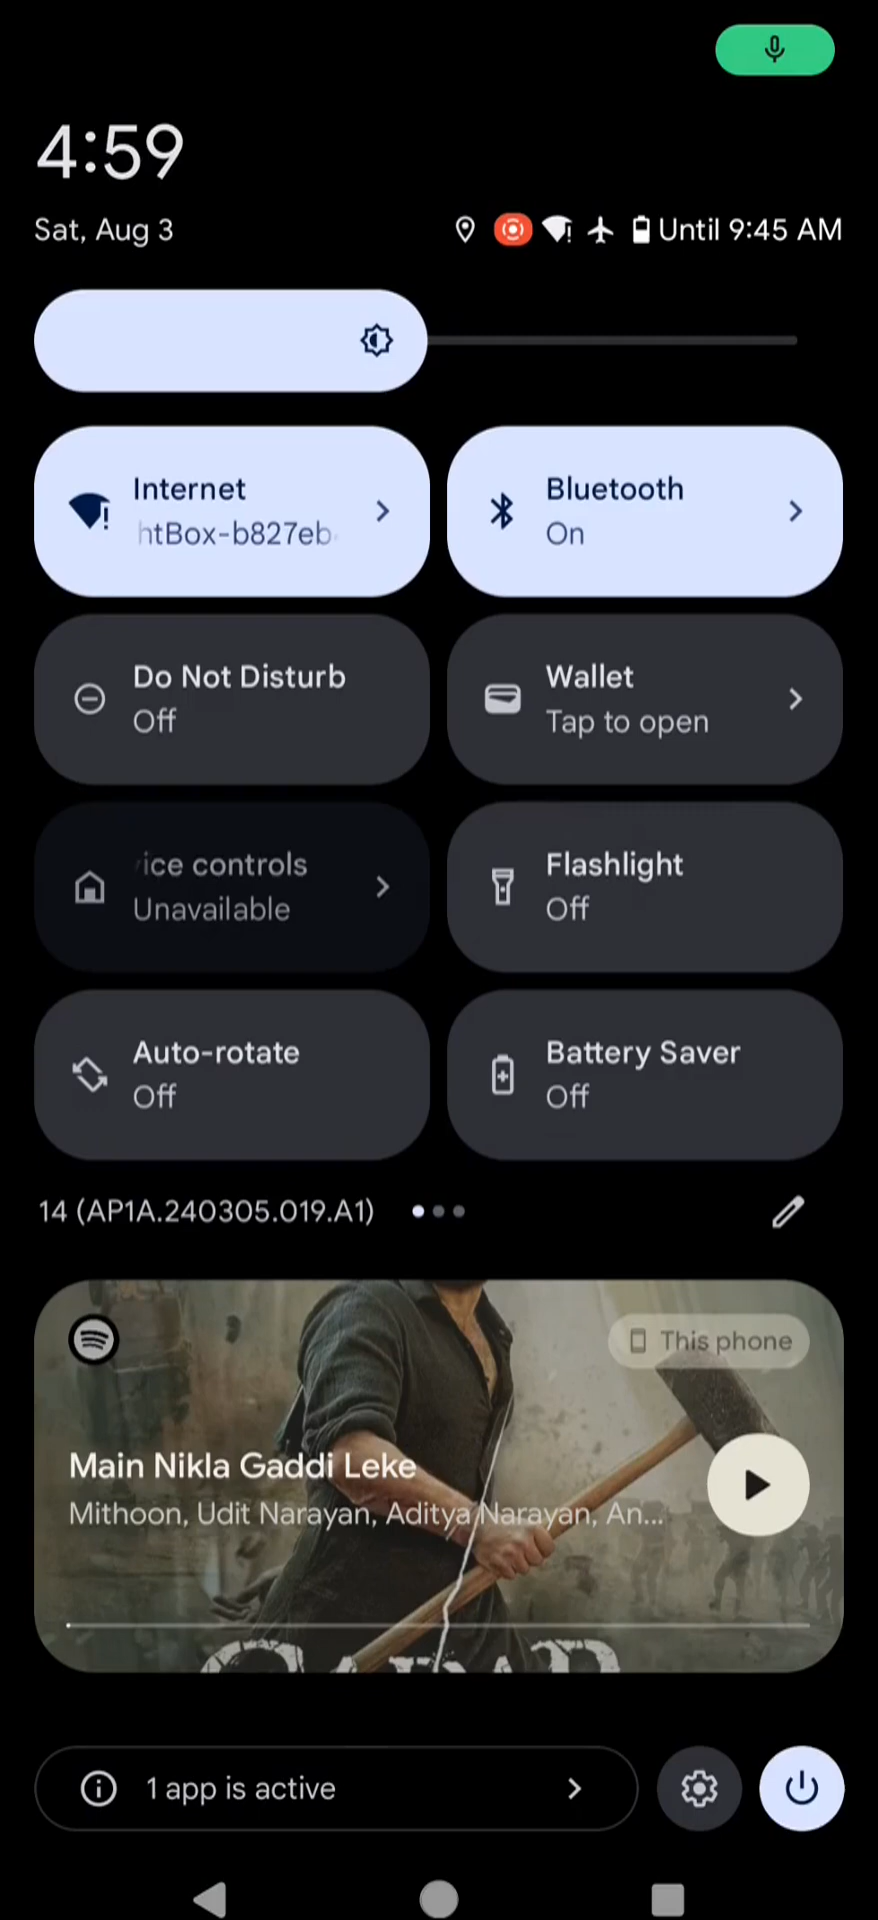 4:59
Sat, Aug 3
Until 9:45 AM
Internet
htBox-b827eb
Bluetooth
On
Do Not Disturb
Off
Wallet
Tap to open
ice controls
Unavailable
Flashlight
Off
Auto-rotate
Off
Battery Saver
Off
14 (AP1A.240305.019.A1)
This phone
Main Nikla Gaddi Leke
Mithoon, Udit Narayan, Aditya Narayan, An...
1 app is active